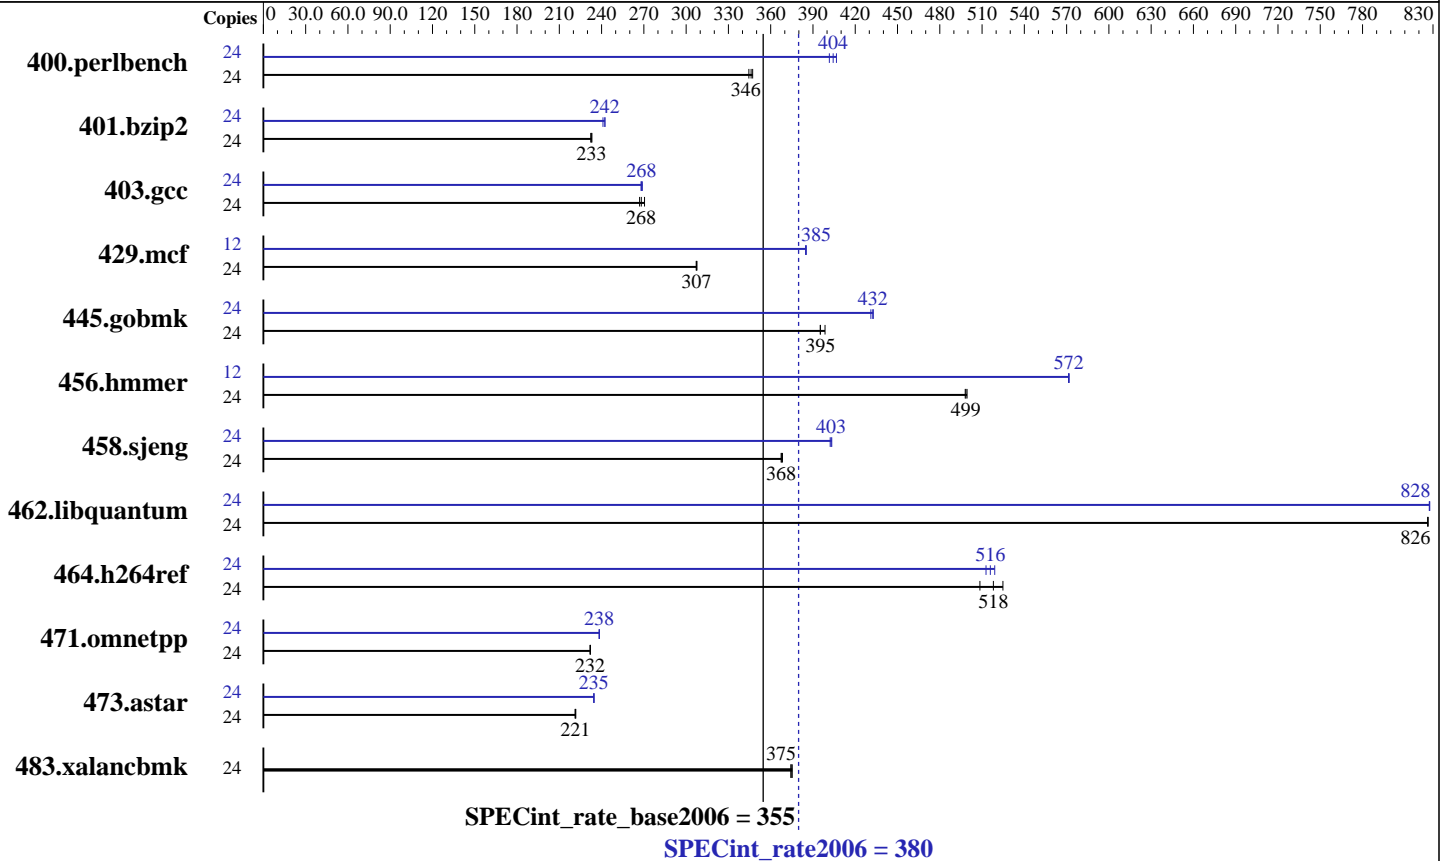 Copies 0 30.0 60.0 90.0 120 150 180 210 240 270 300 330 360 390 420 450 480 510 540 570 600 630 660 690 720 750 780 830
400.perlbench 24 404
24 346
401.bzip2 24 242
24 233
403.gcc 24 268
24 268
429.mcf 12 385
24 307
445.gobmk 24 432
24 395
456.hmmer 12 572
24 499
458.sjeng 24 403
24 368
462.libquantum 24 828
24 826
464.h264ref 24 516
24 518
471.omnetpp 24 238
24 232
473.astar 24 235
24 221
483.xalancbmk 24 375
SPECint_rate_base2006 = 355
SPECint_rate2006 = 380